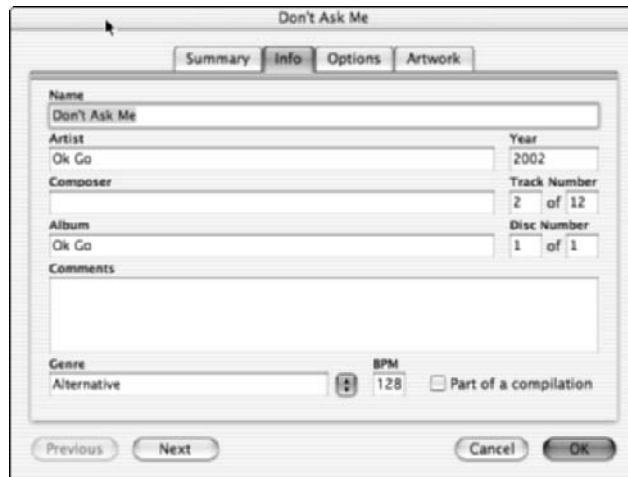 Don't Ask Me
Summary Info Options Artwork
Name
Don't Ask Me
Artist Year
Ok Go 2002
Composer Track Number
2 of 12
Album Disc Number
Ok Go 1 of 1
Comments
Genre BPM
Alternative 128 Part of a compilation
Previous Next Cancel OK